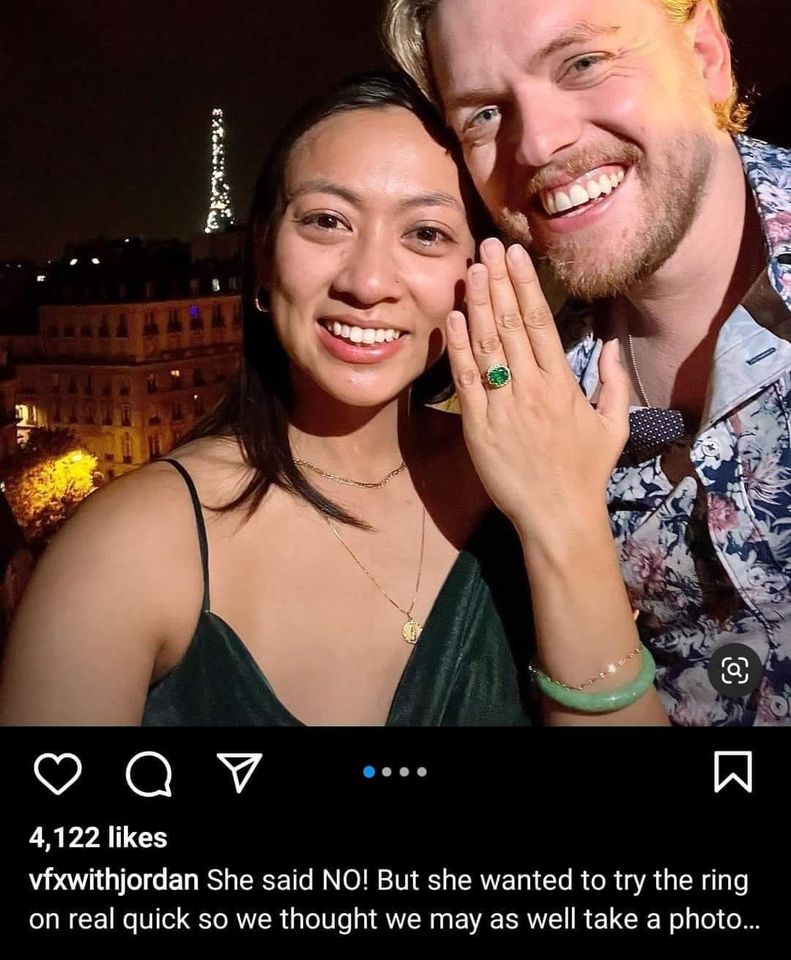 4,122 likes
vfxwithjordan She said NO! But she wanted to try the ring
on real quick so we thought we may as well take a photo...